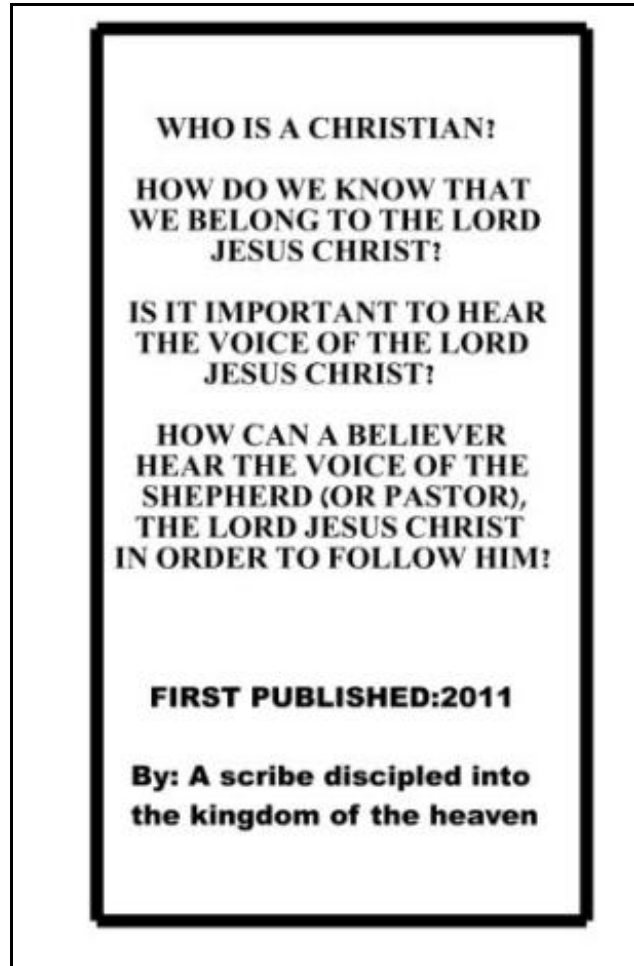 WHO IS A CHRISTIAN?
HOW DO WE KNOW THAT
WE BELONG TO THE LORD
JESUS CHRIST?
IS IT IMPORTANT TO HEAR
THE VOICE OF THE LORD
JESUS CHRIST?
HOW CAN A BELIEVER
HEAR THE VOICE OF THE
SHEPHERD (OR PASTOR),
THE LORD JESUS CHRIST
IN ORDER TO FOLLOW HIM?
FIRST PUBLISHED:2011
By: A scribe discipled into
the kingdom of the heaven